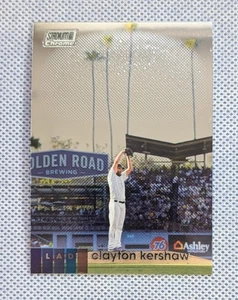 STADIUM CLUB
Chrome
OLDEN ROAD
BREWING
76
Ashley
LAD
clayton kershaw